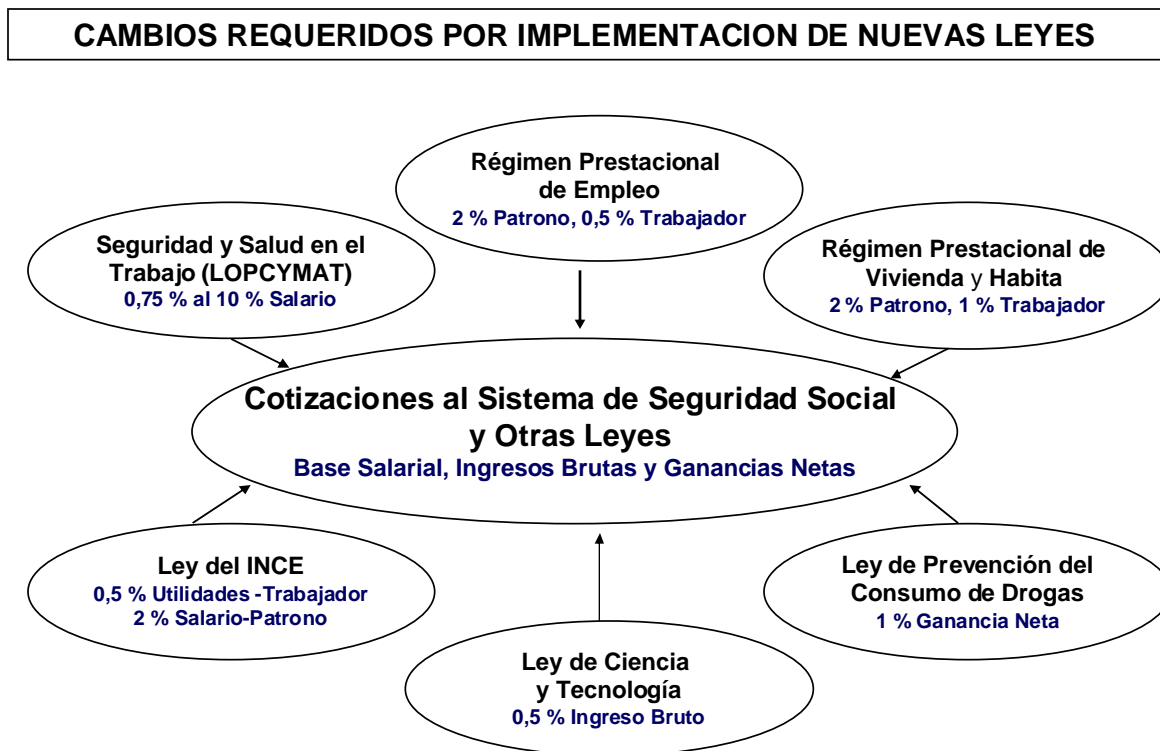 CAMBIOS REQUERIDOS POR IMPLEMENTACION DE NUEVAS LEYES
Régimen Prestacional
de Empleo
2 % Patrono, 0,5 % Trabajador
Seguridad y Salud en el
Trabajo (LOPCYMAT)
0,75 % al 10 % Salario
Régimen Prestacional de
Vivienda y Habita
2 % Patrono, 1 % Trabajador
Cotizaciones al Sistema de Seguridad Social
y Otras Leyes
Base Salarial, Ingresos Brutas y Ganancias Netas
Ley del INCE
0,5 % Utilidades -Trabajador
2 % Salario-Patrono
Ley de Prevención del
Consumo de Drogas
1 % Ganancia Neta
Ley de Ciencia
y Tecnología
0,5 % Ingreso Bruto